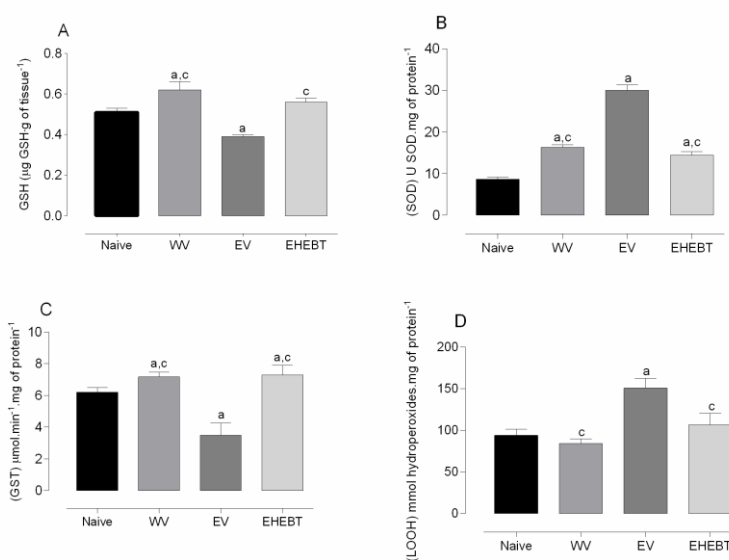 A
GSH (µg GSH·g of tissue⁻¹)
0.8
0.6
0.4
0.2
0.0
a,c
a
c
Naive WV EV EHEBT
B
(SOD) U SOD.mg of protein⁻¹
40
30
20
10
0
a,c
a
a,c
Naive WV EV EHEBT
C
(GST) µmol.min⁻¹.mg of protein⁻¹
10
8
6
4
2
0
a,c
a
a,c
Naive WV EV EHEBT
D
(LOOH) mmol hydroperoxides.mg of protein⁻¹
200
150
100
50
0
c
a
c
Naive WV EV EHEBT